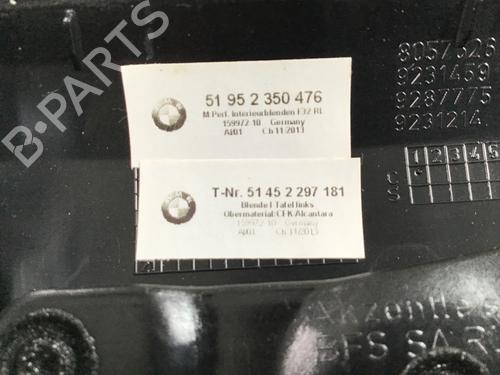 51 95 2 350 476
M Perf. Interieurblenden F32 RL
159972 10 Germany
AI01 Ch 11/2013
T-Nr. 51 45 2 297 181
Blende I Tafel links
Obermaterial: CFK/Alcantara
159972 10 Germany
AI01 Ch 11/2013
8057526
9231459
9287775
9231214
1 2 3 4 5
C
S
B-PARTS